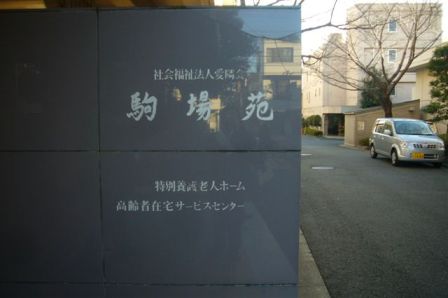 社会福祉法人愛隣会
駒場苑
特別養護老人ホーム
高齢者在宅サービスセンター